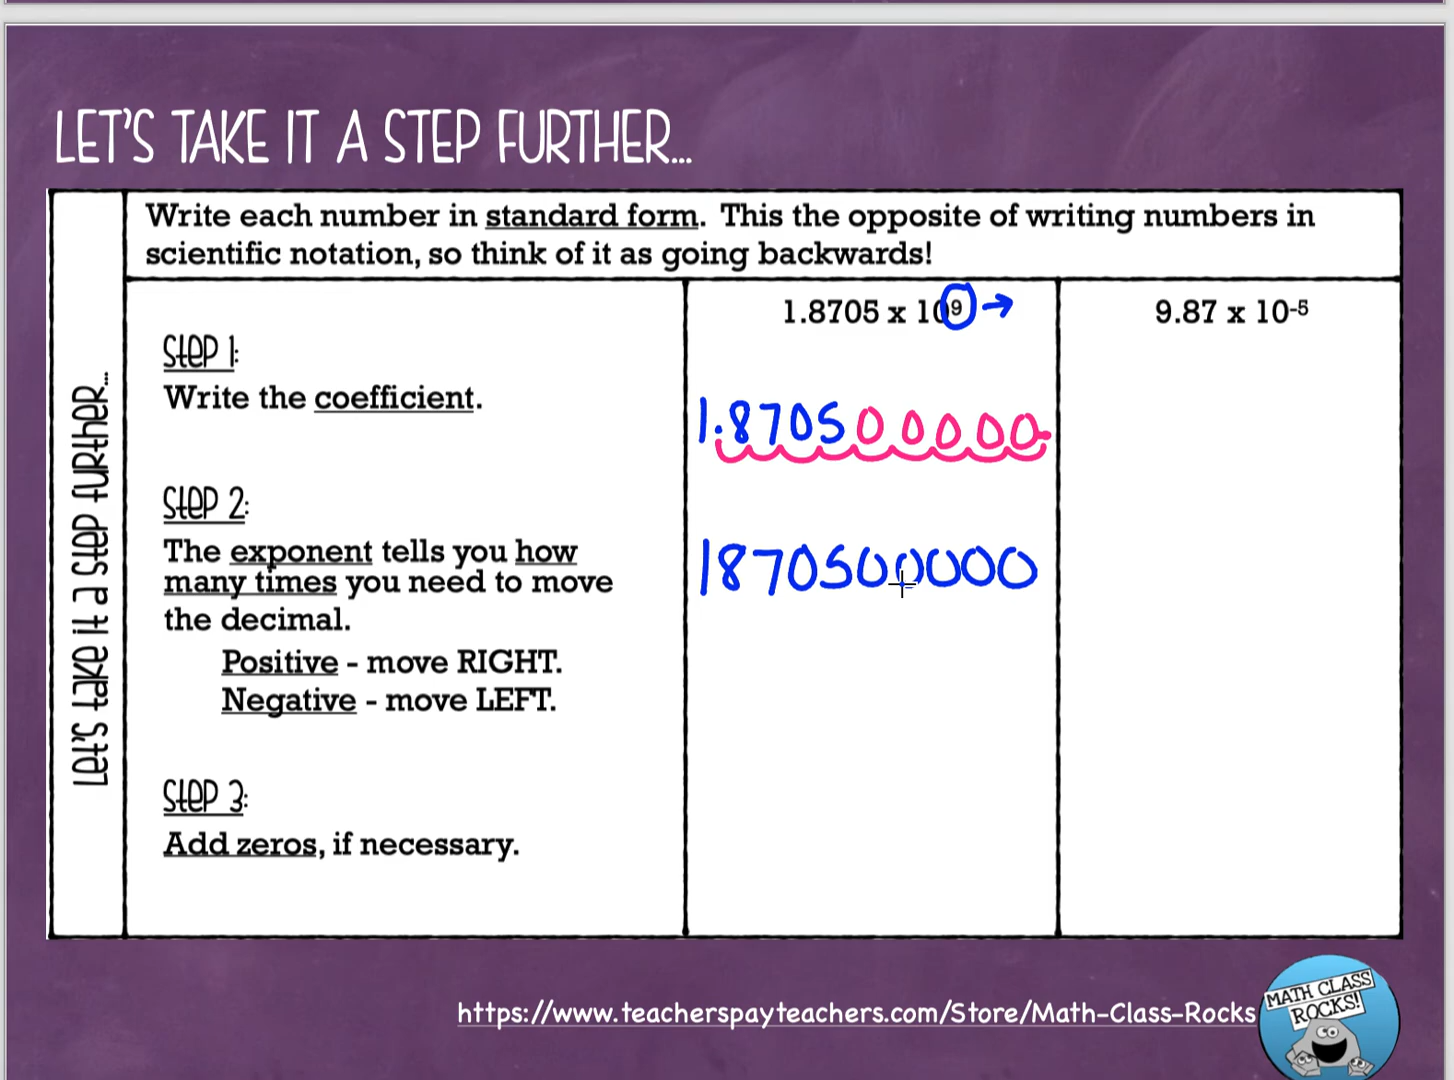 LET'S TAKE IT A STEP FURTHER...
Let's take it a step further...
Write each number in standard form. This the opposite of writing numbers in
scientific notation, so think of it as going backwards!
Step 1:
Write the coefficient.
Step 2:
The exponent tells you how
many times you need to move
the decimal.
Positive - move RIGHT.
Negative - move LEFT.
Step 3:
Add zeros, if necessary.
1.8705 x 10⁹ →
1.870500000.
1870500000
9.87 x 10⁻⁵
https://www.teacherspayteachers.com/Store/Math-Class-Rocks
MATH CLASS
ROCKS!